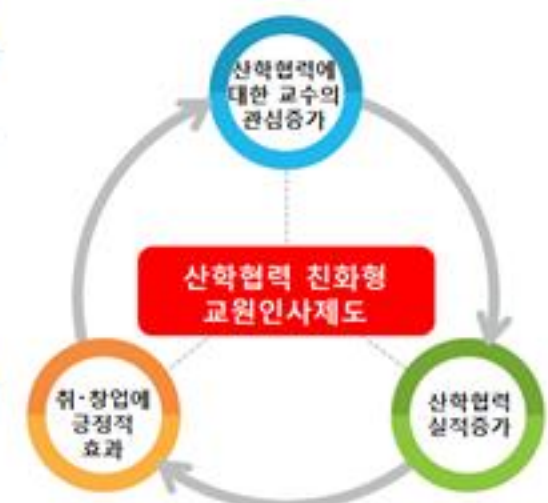 산학협력에
대한 교수의
관심증가
산학협력 친화형
교원인사제도
취·창업에
긍정적
효과
산학협력
실적증가